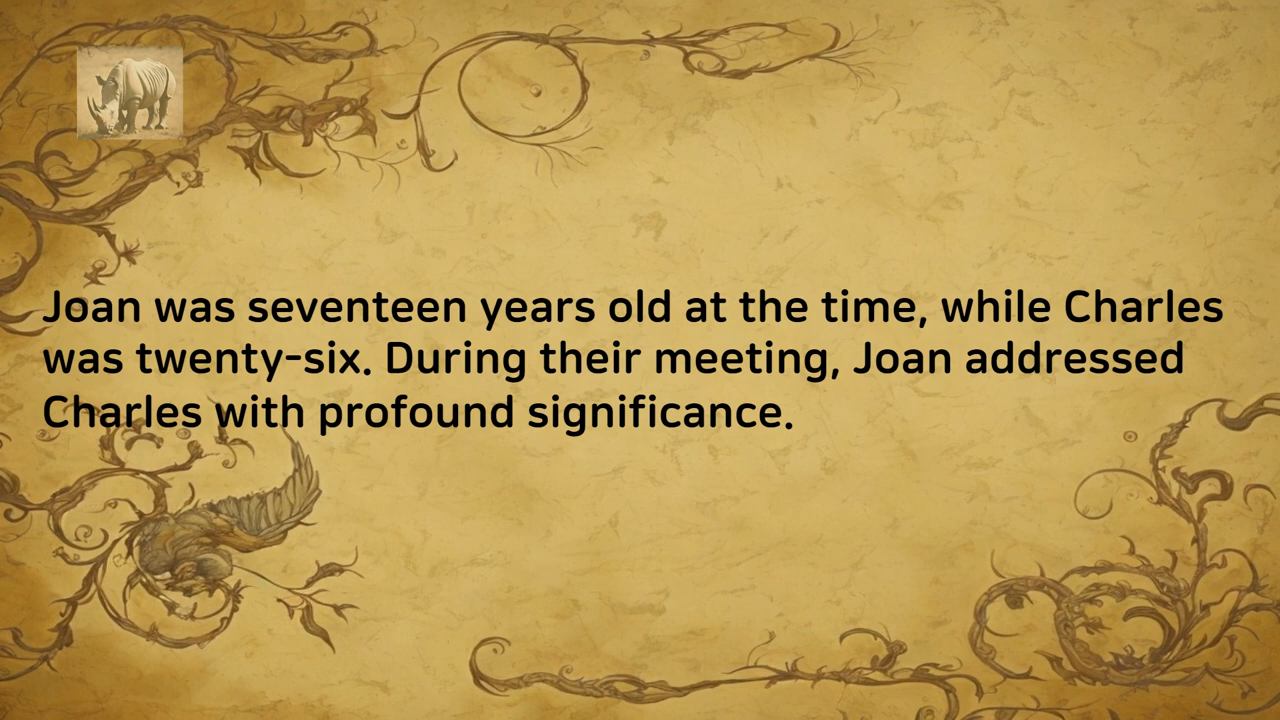 Joan was seventeen years old at the time, while Charles
was twenty-six. During their meeting, Joan addressed
Charles with profound significance.